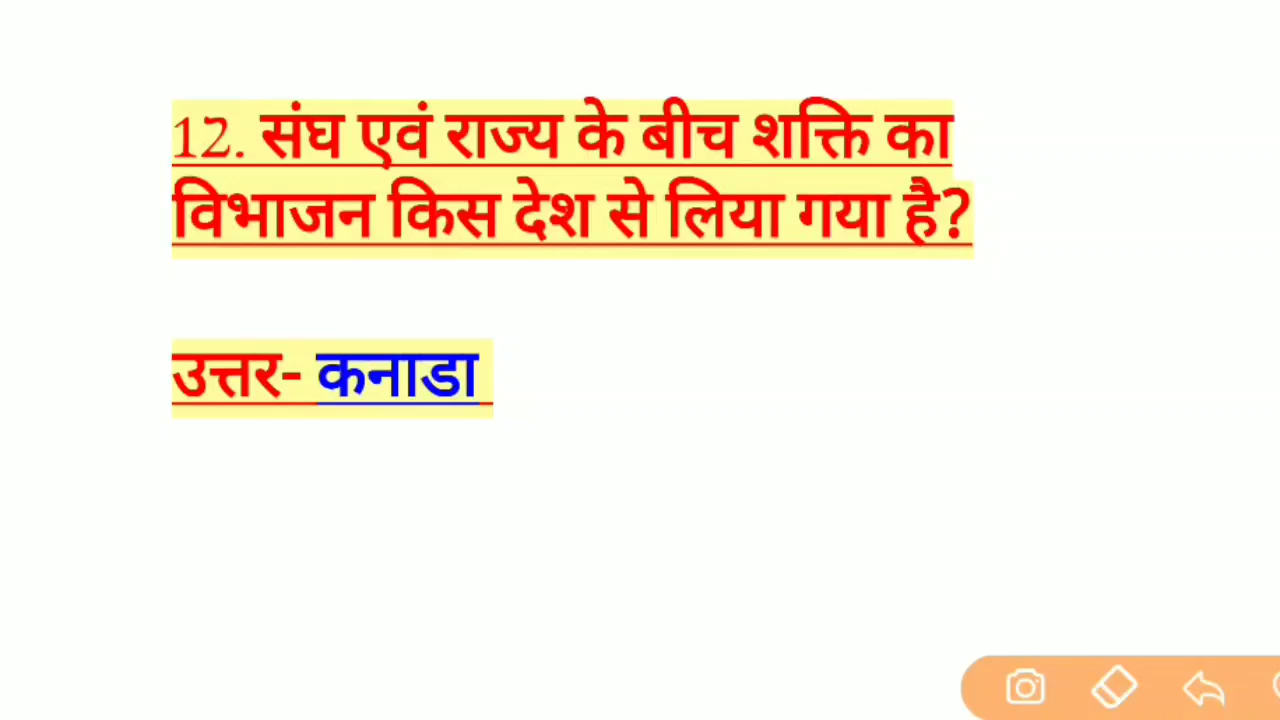 12. संघ एवं राज्य के बीच शक्ति का
विभाजन किस देश से लिया गया है?
उत्तर- कनाडा